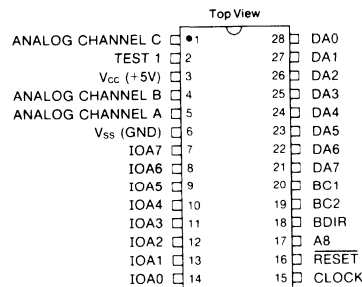 Top View
ANALOG CHANNEL C 1 28 DA0
TEST 1 2 27 DA1
Vcc (+5V) 3 26 DA2
ANALOG CHANNEL B 4 25 DA3
ANALOG CHANNEL A 5 24 DA4
Vss (GND) 6 23 DA5
IOA7 7 22 DA6
IOA6 8 21 DA7
IOA5 9 20 BC1
IOA4 10 19 BC2
IOA3 11 18 BDIR
IOA2 12 17 A8
IOA1 13 16 RESET
IOA0 14 15 CLOCK